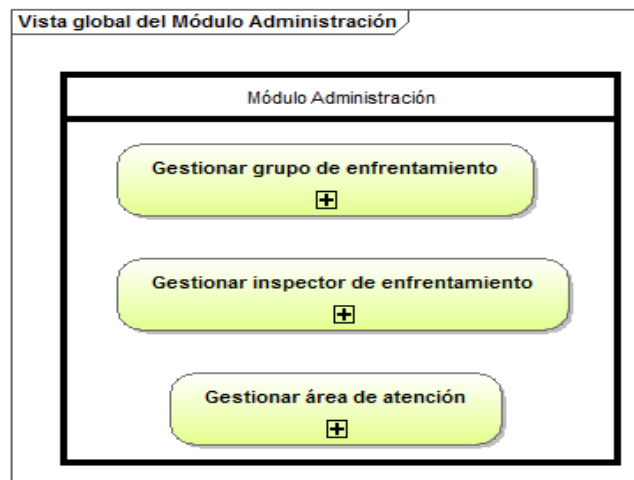 Vista global del Módulo Administración
Módulo Administración
Gestionar grupo de enfrentamiento
Gestionar inspector de enfrentamiento
Gestionar área de atención